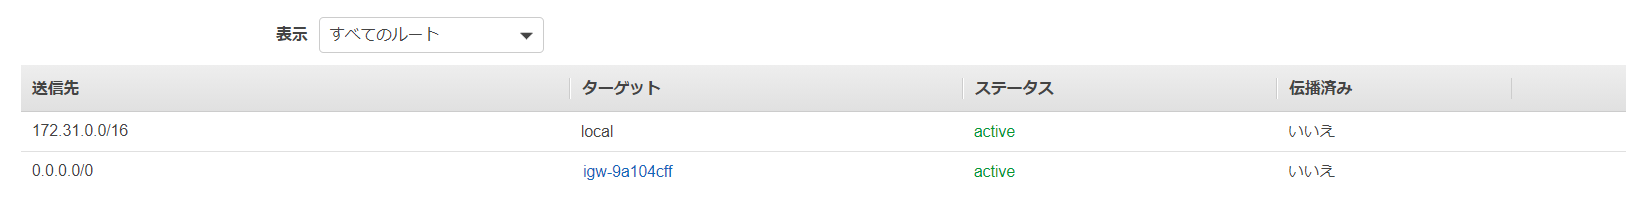 表示 すべてのルート
送信先 ターゲット ステータス 伝播済み
172.31.0.0/16 local active いいえ
0.0.0.0/0 igw-9a104cff active いいえ